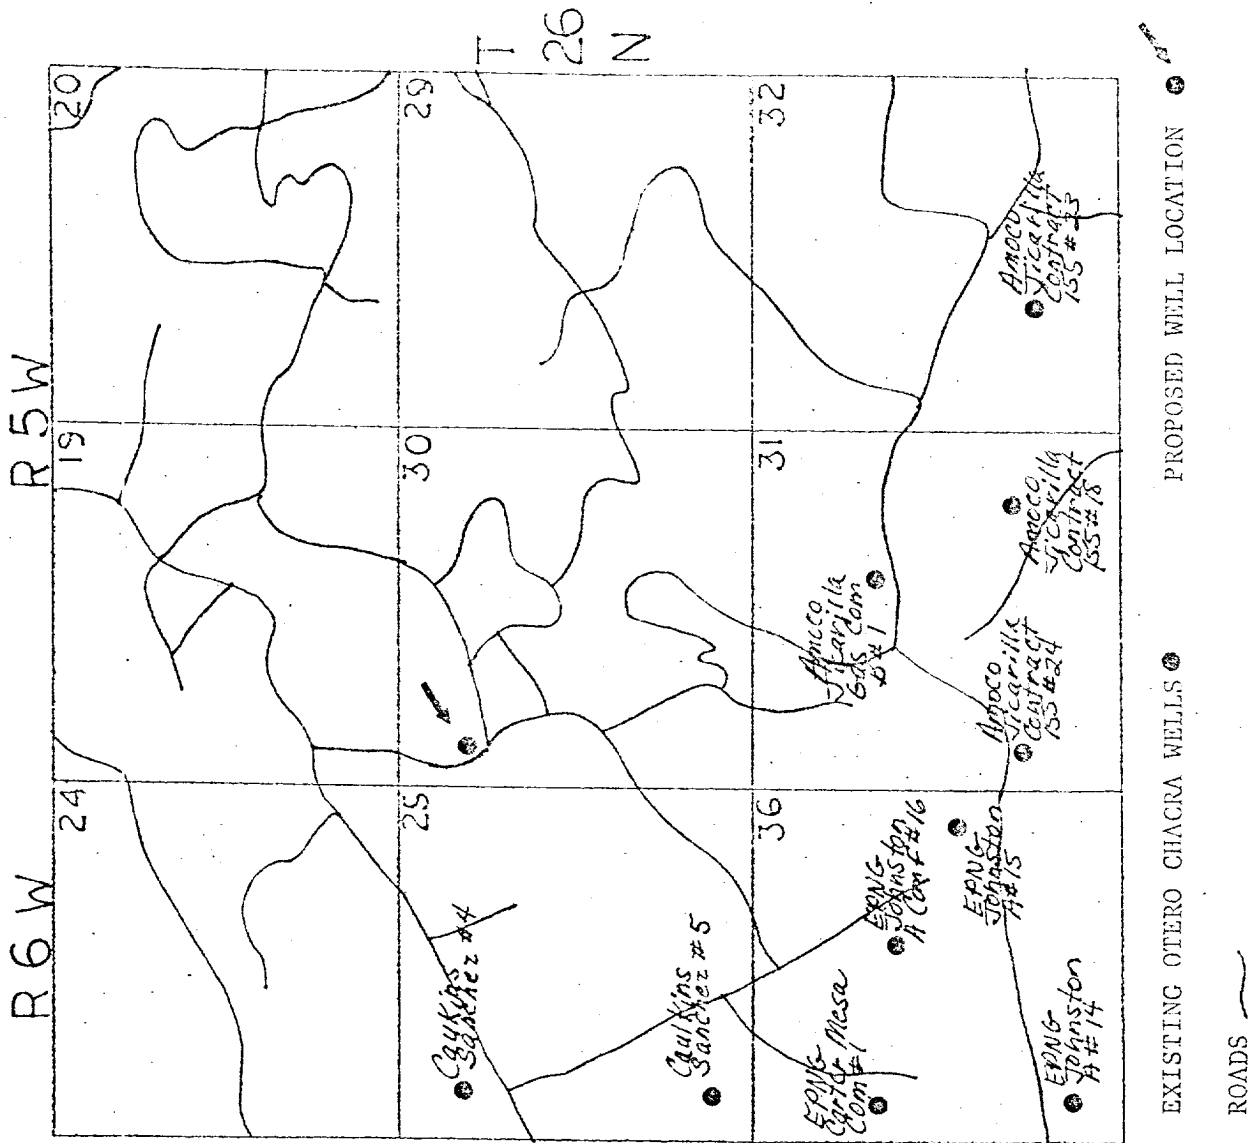 R6W
R5W
T
26
N
24
19
20
25
30
29
36
31
32
Caukins
Sanchez #4
Caulkins
Sanchez #5
EPNG
Carter Mesa
Com #1
EPNG
Johnston
A Com F #16
EPNG
Johnston
A #15
EPNG
Johnston
A #14
Amoco
Jicarilla
Gas Com
B #1
Amoco
Jicarilla
Contract
155 #24
Amoco
Jicarilla
Contract
155 #18
Amoco
Jicarilla
Contract
155 #23
EXISTING OTERO CHACRA WELLS
PROPOSED WELL LOCATION
ROADS